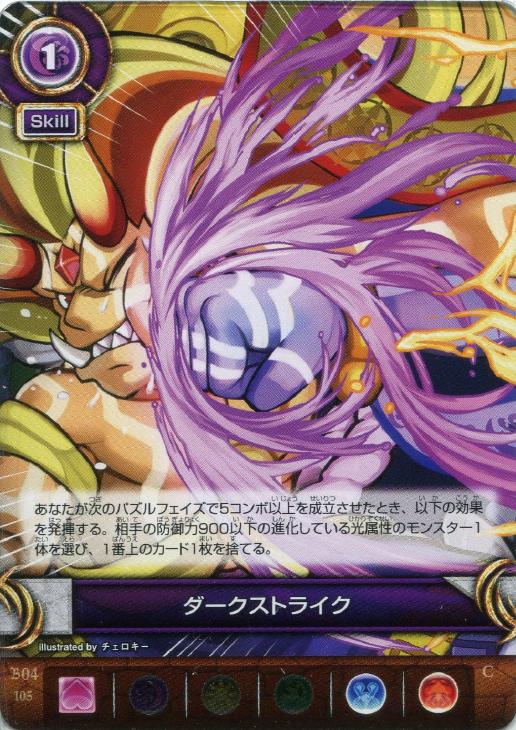 1
Skill
あなたが次のパズルフェイズで5コンボ以上を成立させたとき、以下の効果
を発揮する。相手の防御力900以下の進化している光属性のモンスター1
体を選び、1番上のカード1枚を捨てる。
ダークストライク
illustrated by チェロキー
B04
105
C